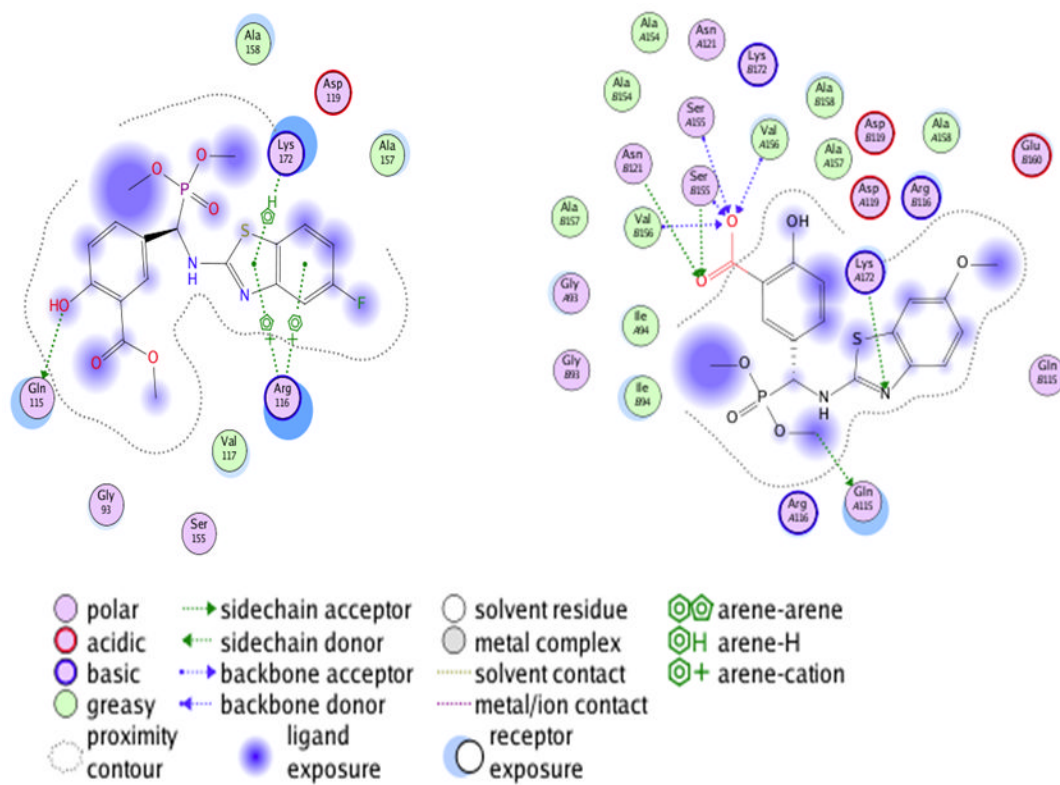 Ala
158
Asp
119
Lys
172
Ala
157
O
O
P
O
H
S
HO
N
H
N
F
O
O
Gln
115
Arg
116
Val
117
Gly
93
Ser
155
Ala
A154
Asn
A121
Lys
B172
Ala
B154
Ser
A155
Ala
B158
Val
A156
Asp
B119
Ala
A158
Glu
B160
Asn
B121
Ser
B155
Ala
A157
Asp
A119
Arg
B116
Ala
B157
Val
B156
O
OH
Lys
A172
O
O
Gly
A93
Ile
A94
S
Gly
B93
Ile
B94
Gln
B115
O
N
H
N
P
O
O
Arg
A116
Gln
A115
polar
acidic
basic
greasy
proximity
contour
sidechain acceptor
sidechain donor
backbone acceptor
backbone donor
ligand
exposure
solvent residue
metal complex
solvent contact
metal/ion contact
receptor
exposure
arene-arene
H arene-H
+ arene-cation